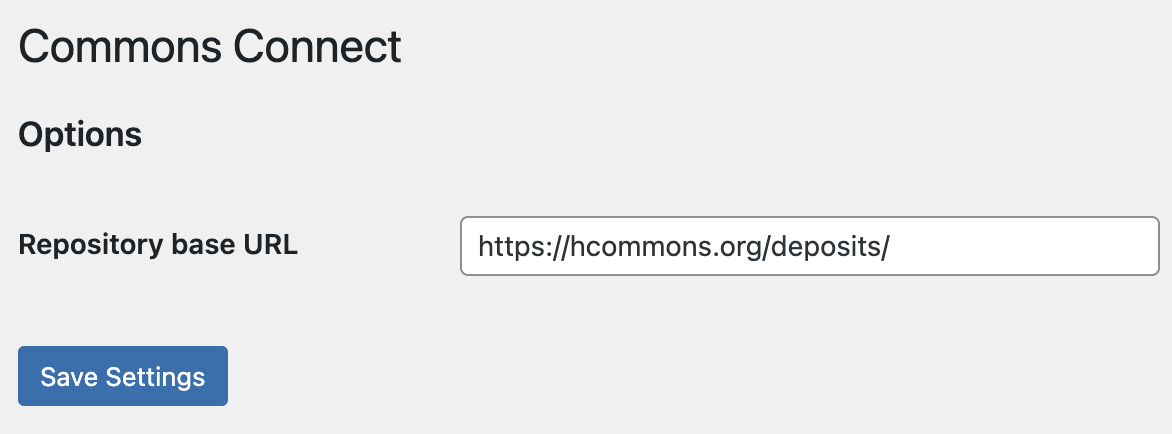 Commons Connect
Options
Repository base URL
https://hcommons.org/deposits/
Save Settings